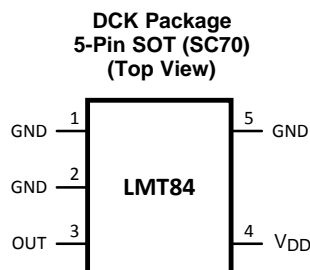 DCK Package
5-Pin SOT (SC70)
(Top View)
GND 1 5 GND
GND 2 LMT84
OUT 3 4 VDD